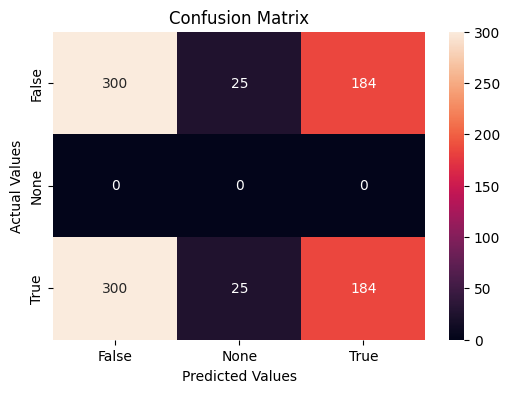 Confusion Matrix
Actual Values
False
None
True
300 25 184
0 0 0
300 25 184
False None True
Predicted Values
300
250
200
150
100
50
0